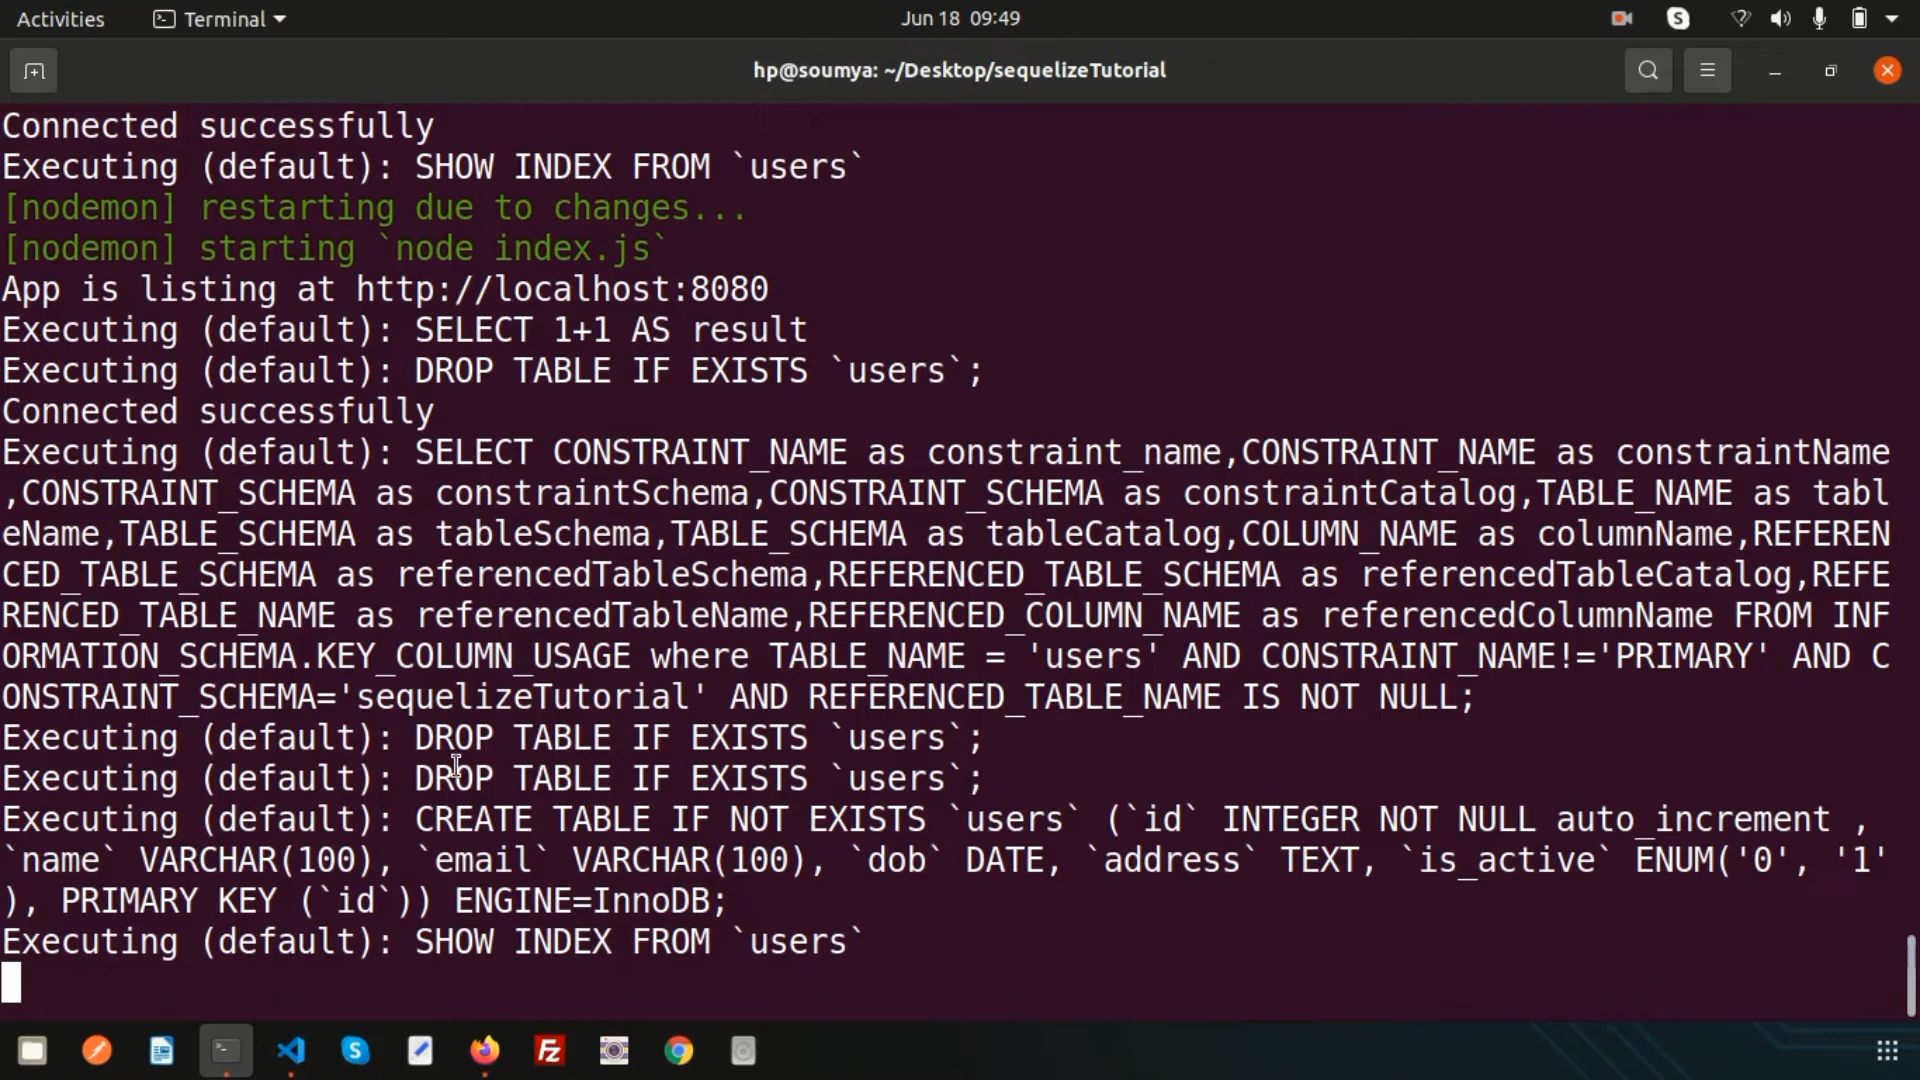 Activities Terminal Jun 18 09:49
hp@soumya: ~/Desktop/sequelizeTutorial
Connected successfully
Executing (default): SHOW INDEX FROM `users`
[nodemon] restarting due to changes...
[nodemon] starting `node index.js`
App is listing at http://localhost:8080
Executing (default): SELECT 1+1 AS result
Executing (default): DROP TABLE IF EXISTS `users`;
Connected successfully
Executing (default): SELECT CONSTRAINT_NAME as constraint_name,CONSTRAINT_NAME as constraintName
,CONSTRAINT_SCHEMA as constraintSchema,CONSTRAINT_SCHEMA as constraintCatalog,TABLE_NAME as tabl
eName,TABLE_SCHEMA as tableSchema,TABLE_SCHEMA as tableCatalog,COLUMN_NAME as columnName,REFEREN
CED_TABLE_SCHEMA as referencedTableSchema,REFERENCED_TABLE_SCHEMA as referencedTableCatalog,REFE
RENCED_TABLE_NAME as referencedTableName,REFERENCED_COLUMN_NAME as referencedColumnName FROM INF
ORMATION_SCHEMA.KEY_COLUMN_USAGE where TABLE_NAME = 'users' AND CONSTRAINT_NAME!='PRIMARY' AND C
ONSTRAINT_SCHEMA='sequelizeTutorial' AND REFERENCED_TABLE_NAME IS NOT NULL;
Executing (default): DROP TABLE IF EXISTS `users`;
Executing (default): DROP TABLE IF EXISTS `users`;
Executing (default): CREATE TABLE IF NOT EXISTS `users` (`id` INTEGER NOT NULL auto_increment ,
`name` VARCHAR(100), `email` VARCHAR(100), `dob` DATE, `address` TEXT, `is_active` ENUM('0', '1'
), PRIMARY KEY (`id`)) ENGINE=InnoDB;
Executing (default): SHOW INDEX FROM `users`